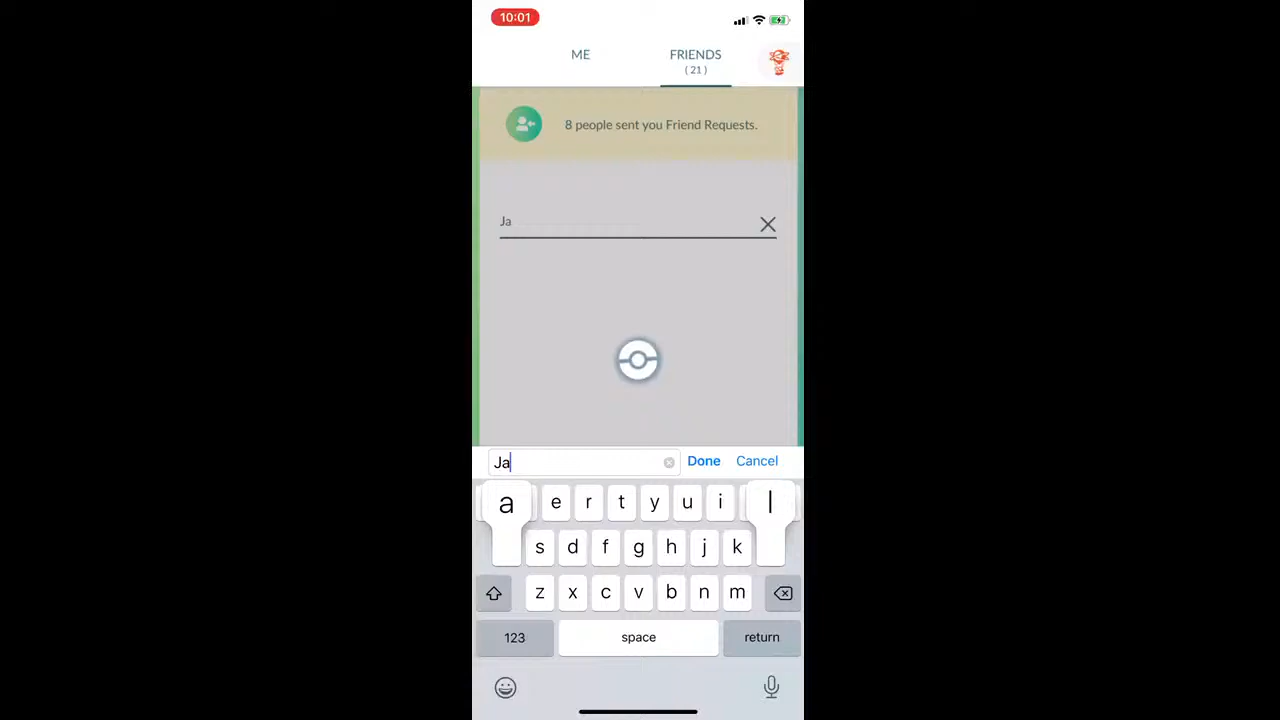 10:01
ME
FRIENDS
( 21 )
8 people sent you Friend Requests.
Ja
Ja
Done
Cancel
a e r t y u i l
s d f g h j k
z x c v b n m
123
space
return